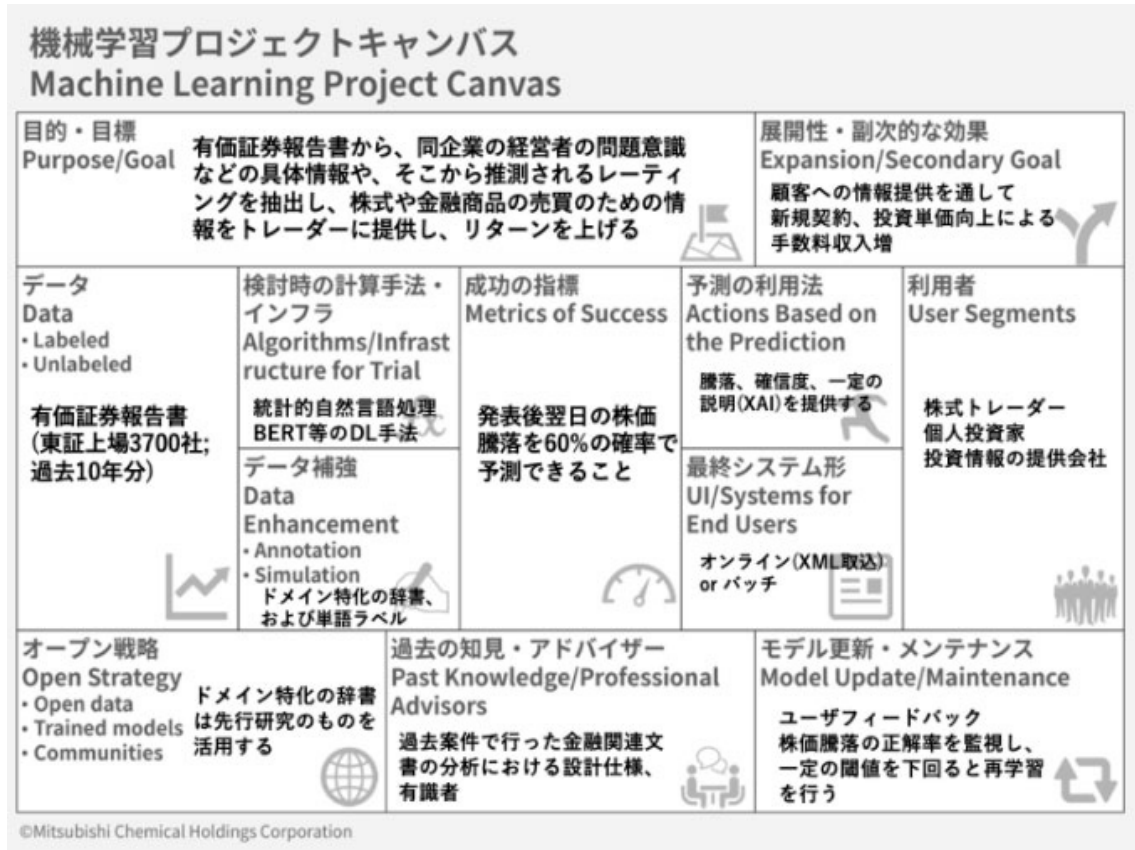 機械学習プロジェクトキャンバス
Machine Learning Project Canvas
目的・目標
Purpose/Goal
有価証券報告書から、同企業の経営者の問題意識
などの具体情報や、そこから推測されるレーティ
ングを抽出し、株式や金融商品の売買のための情
報をトレーダーに提供し、リターンを上げる
展開性・副次的な効果
Expansion/Secondary Goal
顧客への情報提供を通して
新規契約、投資単価向上による
手数料収入増
データ
Data
・Labeled
・Unlabeled
有価証券報告書
(東証上場3700社;
過去10年分)
検討時の計算手法・
インフラ
Algorithms/Infrast
ructure for Trial
統計的自然言語処理
BERT等のDL手法
データ補強
Data
Enhancement
・Annotation
・Simulation
ドメイン特化の辞書、
および単語ラベル
成功の指標
Metrics of Success
発表後翌日の株価
騰落を60%の確率で
予測できること
予測の利用法
Actions Based on
the Prediction
騰落、確信度、一定の
説明(XAI)を提供する
最終システム形
UI/Systems for
End Users
オンライン(XML取込)
or バッチ
利用者
User Segments
株式トレーダー
個人投資家
投資情報の提供会社
オープン戦略
Open Strategy
・Open data
・Trained models
・Communities
ドメイン特化の辞書
は先行研究のものを
活用する
過去の知見・アドバイザー
Past Knowledge/Professional
Advisors
過去案件で行った金融関連文
書の分析における設計仕様、
有識者
モデル更新・メンテナンス
Model Update/Maintenance
ユーザフィードバック
株価騰落の正解率を監視し、
一定の閾値を下回ると再学習
を行う
©Mitsubishi Chemical Holdings Corporation